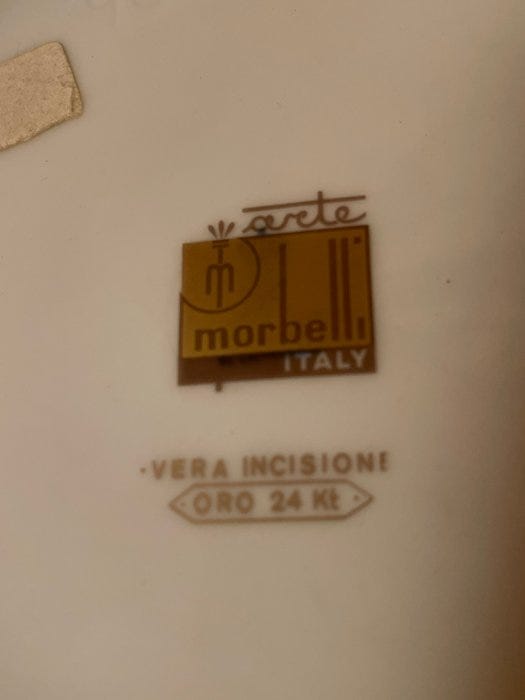 arte
m
morbelli
ITALY
·VERA INCISIONE
·ORO 24 Kt·